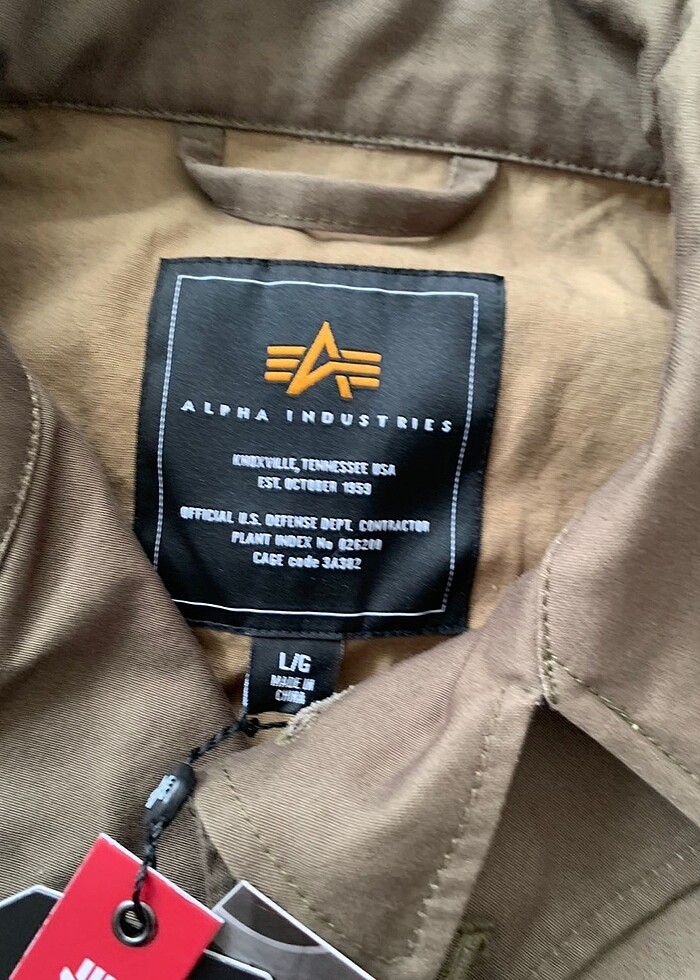 ALPHA INDUSTRIES
KNOXVILLE, TENNESSEE USA
EST. OCTOBER 1959
OFFICIAL U.S. DEFENSE DEPT. CONTRACTOR
PLANT INDEX No
CAGE code 3A382
L/G
MADE IN
CHINA